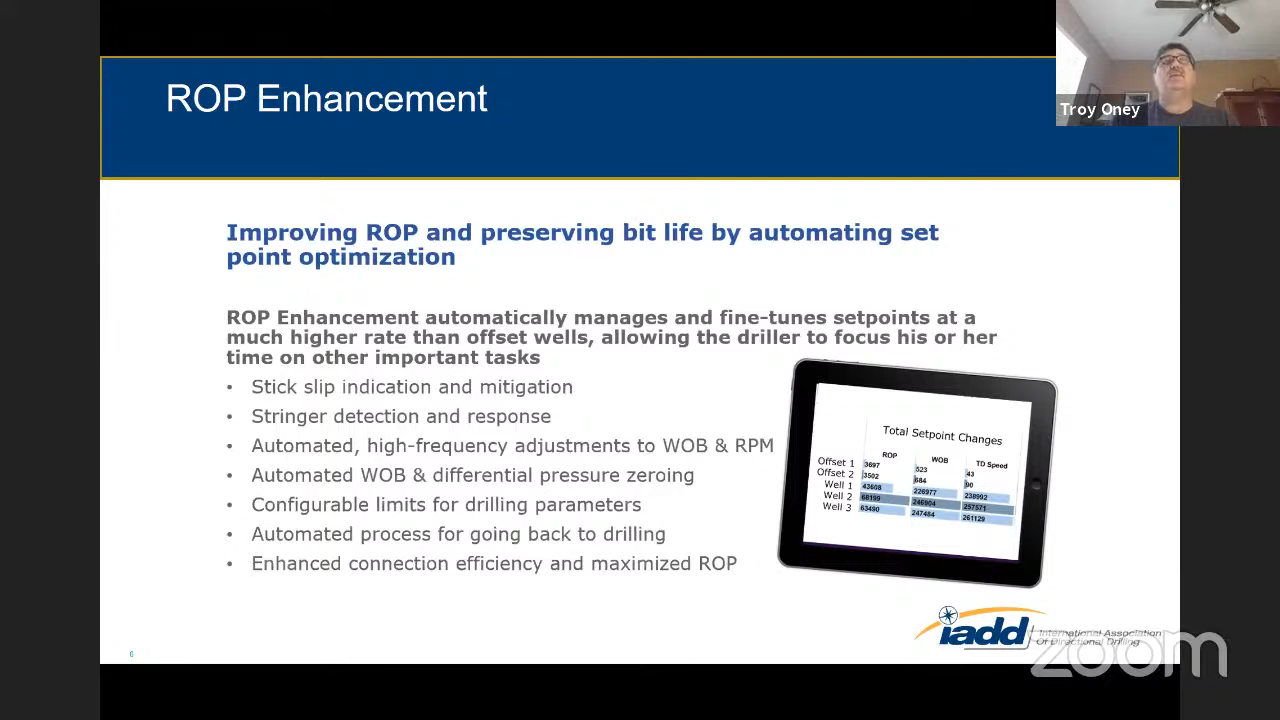 ROP Enhancement
Troy Oney
Improving ROP and preserving bit life by automating set
point optimization
ROP Enhancement automatically manages and fine-tunes setpoints at a
much higher rate than offset wells, allowing the driller to focus his or her
time on other important tasks
• Stick slip indication and mitigation
• Stringer detection and response
• Automated, high-frequency adjustments to WOB & RPM
• Automated WOB & differential pressure zeroing
• Configurable limits for drilling parameters
• Automated process for going back to drilling
• Enhanced connection efficiency and maximized ROP
Total Setpoint Changes
ROP WOB TD Speed
Offset 1 3697 523 43
Offset 2 3502 684 90
Well 1 43608 226977 238992
Well 2 68199 246904 257571
Well 3 63490 247484 261129
iadd
International Association
Of Directional Drilling
zoom
6